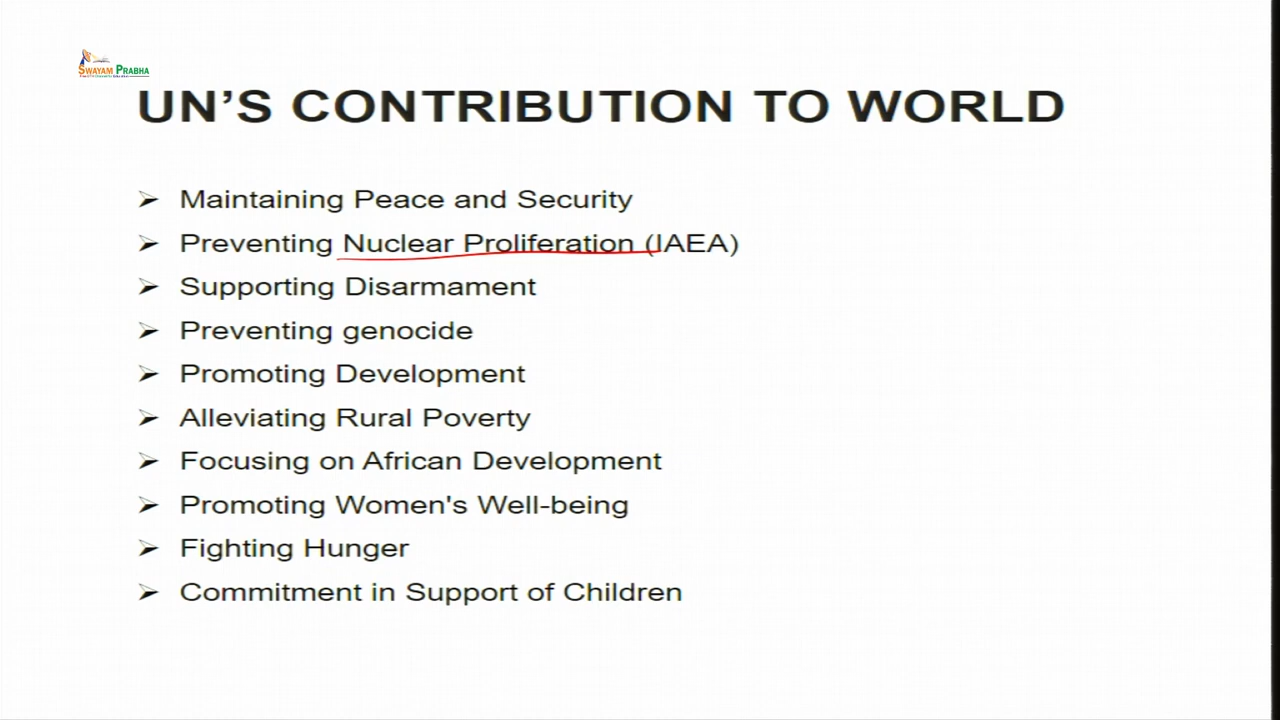 SWAYAM PRABHA
UN'S CONTRIBUTION TO WORLD
➢ Maintaining Peace and Security
➢ Preventing Nuclear Proliferation (IAEA)
➢ Supporting Disarmament
➢ Preventing genocide
➢ Promoting Development
➢ Alleviating Rural Poverty
➢ Focusing on African Development
➢ Promoting Women's Well-being
➢ Fighting Hunger
➢ Commitment in Support of Children